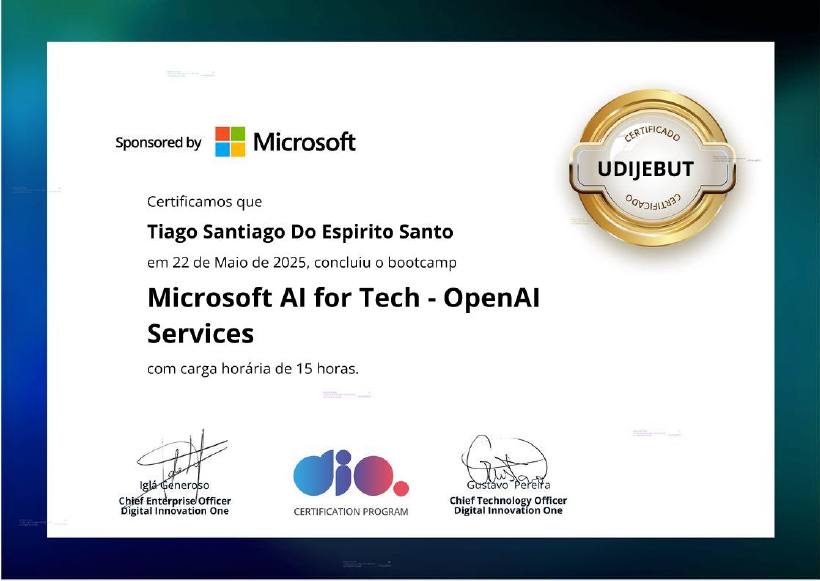 Sponsored by Microsoft
CERTIFICADO
UDIJEBUT
CERTIFICADO
Certificamos que
Tiago Santiago Do Espirito Santo
em 22 de Maio de 2025, concluiu o bootcamp
Microsoft AI for Tech - OpenAI
Services
com carga horária de 15 horas.
Iglá Generoso
Chief Enterprise Officer
Digital Innovation One
dio.
CERTIFICATION PROGRAM
Gustavo Pereira
Chief Technology Officer
Digital Innovation One